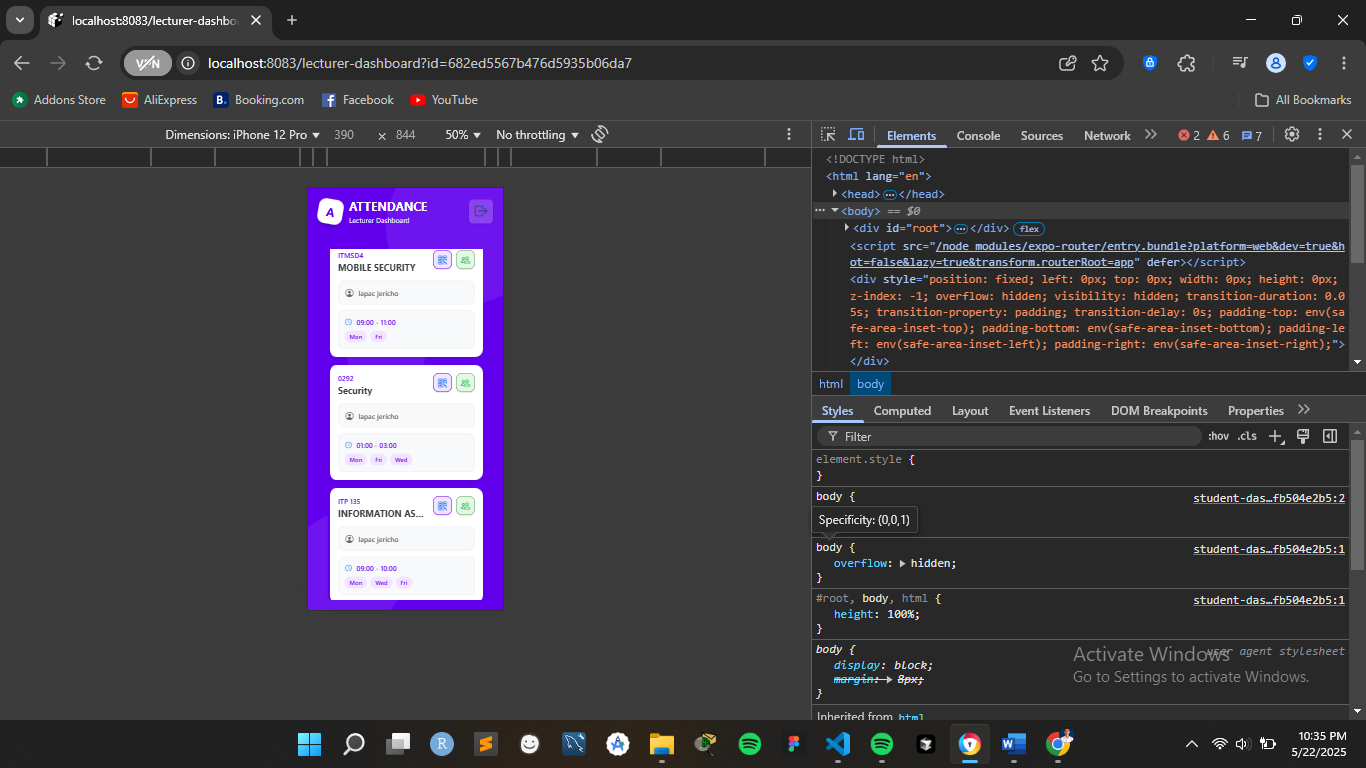 localhost:8083/lecturer-dashbo
VPN
localhost:8083/lecturer-dashboard?id=682ed5567b476d5935b06da7
Addons Store
AliExpress
B.
Booking.com
Facebook
YouTube
All Bookmarks
Dimensions: iPhone 12 Pro
390
×
844
50%
No throttling
A
ATTENDANCE
Lecturer Dashboard
ITMSD4
MOBILE SECURITY
lapac jericho
09:00 - 11:00
Mon
Fri
0292
Security
lapac jericho
01:00 - 03:00
Mon
Fri
Wed
ITP 135
INFORMATION AS...
lapac jericho
09:00 - 10:00
Mon
Wed
Fri
Elements
Console
Sources
Network
2
6
7
<!DOCTYPE html>
<html lang="en">
<head>…</head>
<body> == $0
<div id="root">…</div> flex
<script src="/node_modules/expo-router/entry.bundle?platform=web&dev=true&h
ot=false&lazy=true&transform.routerRoot=app" defer></script>
<div style="position: fixed; left: 0px; top: 0px; width: 0px; height: 0px;
z-index: -1; overflow: hidden; visibility: hidden; transition-duration: 0.0
5s; transition-property: padding; transition-delay: 0s; padding-top: env(sa
fe-area-inset-top); padding-bottom: env(safe-area-inset-bottom); padding-le
ft: env(safe-area-inset-left); padding-right: env(safe-area-inset-right);">
</div>
html
body
Styles
Computed
Layout
Event Listeners
DOM Breakpoints
Properties
Filter
:hov
.cls
element.style {
}
body {
student-das…fb504e2b5:2
Specificity: (0,0,1)
body {
student-das…fb504e2b5:1
overflow: hidden;
}
#root, body, html {
student-das…fb504e2b5:1
height: 100%;
}
body {
user agent stylesheet
display: block;
margin: 8px;
}
Inherited from html
Activate Windows
Go to Settings to activate Windows.
10:35 PM
5/22/2025